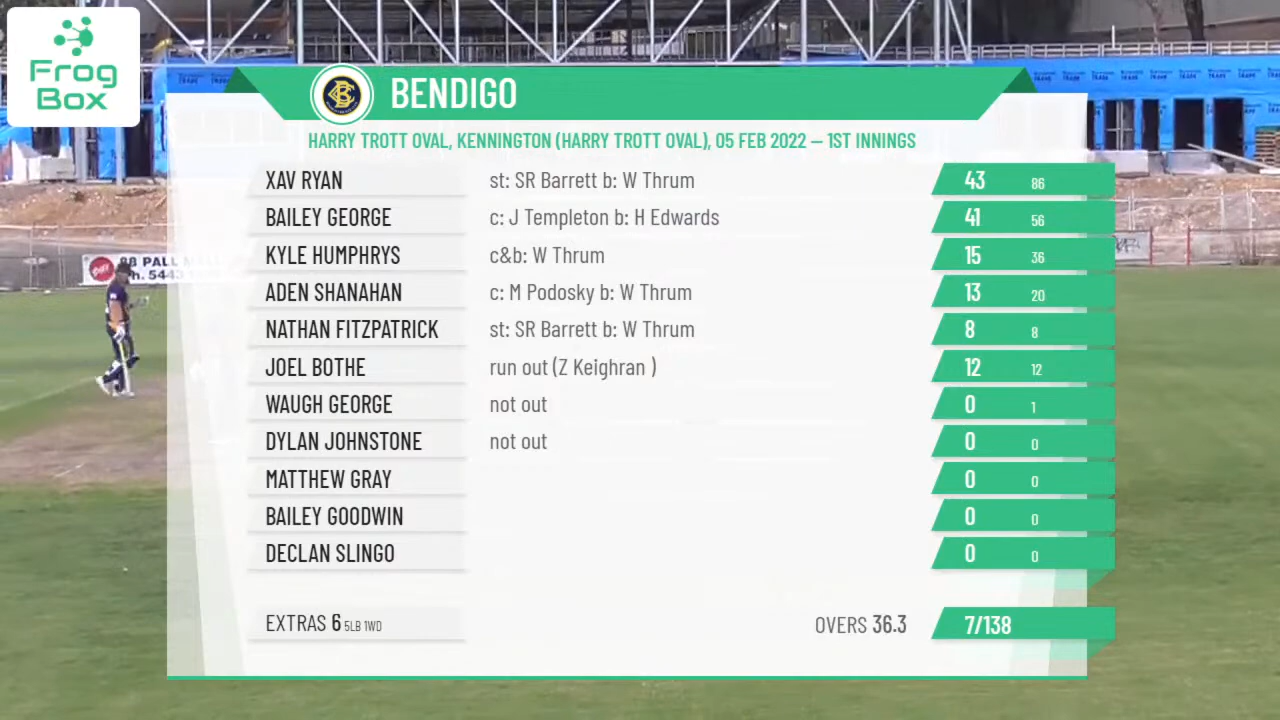 Frog
Box
BENDIGO
HARRY TROTT OVAL, KENNINGTON (HARRY TROTT OVAL), 05 FEB 2022 – 1ST INNINGS
XAV RYAN st: SR Barrett b: W Thrum 43 86
BAILEY GEORGE c: J Templeton b: H Edwards 41 56
KYLE HUMPHRYS c&b: W Thrum 15 36
ADEN SHANAHAN c: M Podosky b: W Thrum 13 20
NATHAN FITZPATRICK st: SR Barrett b: W Thrum 8 8
JOEL BOTHE run out (Z Keighran ) 12 12
WAUGH GEORGE not out 0 1
DYLAN JOHNSTONE not out 0 0
MATTHEW GRAY 0 0
BAILEY GOODWIN 0 0
DECLAN SLINGO 0 0
EXTRAS 6 5LB 1WD OVERS 36.3 7/138
88 PALL
h. 544